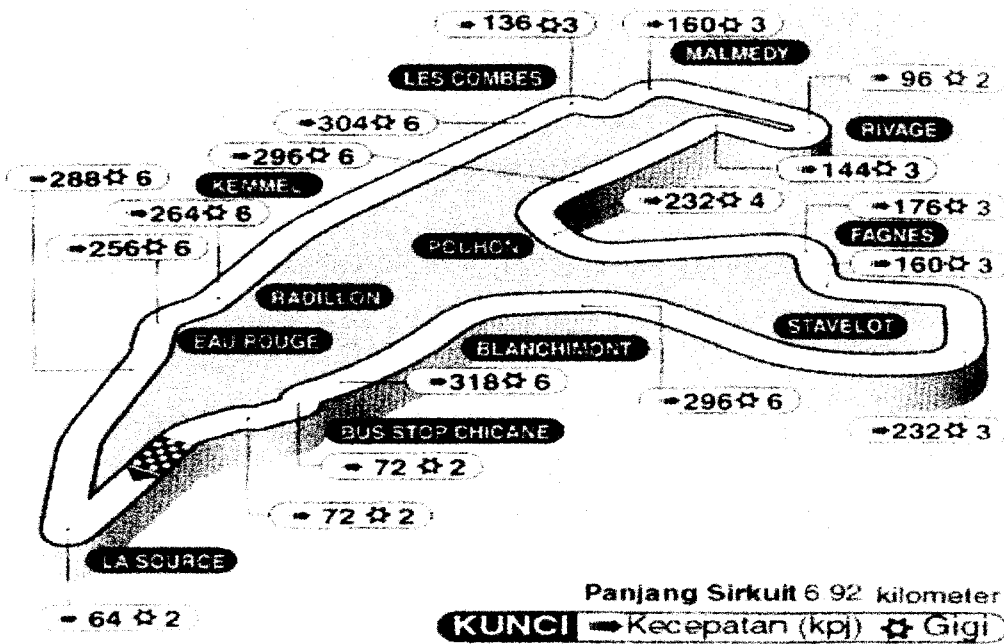 ➡136 ✩3
➡160✩ 3
MALMEDY
LES COMBES
➡ 96 ✩ 2
➡304✩ 6
RIVAGE
➡296✩ 6
➡144✩ 3
➡288✩ 6
KEMMEL
➡232✩ 4
➡176✩ 3
➡264✩ 6
FAGNES
➡256✩ 6
POUHON
➡160✩ 3
RADILLON
STAVELOT
EAU ROUGE
BLANCHIMONT
➡318✩ 6
➡296✩ 6
BUS STOP CHICANE
➡232✩ 3
➡ 72 ✩ 2
➡ 72 ✩ 2
LA SOURCE
➡ 64 ✩ 2
Panjang Sirkuit 6 92 kilometer
KUNCI ➡Kecepatan (kpj) ✩ Gigi